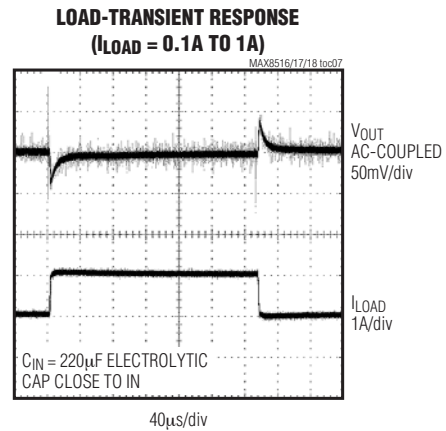 LOAD-TRANSIENT RESPONSE
(ILOAD = 0.1A TO 1A)
MAX8516/17/18 toc07
VOUT
AC-COUPLED
50mV/div
ILOAD
1A/div
CIN = 220μF ELECTROLYTIC
CAP CLOSE TO IN
40μs/div